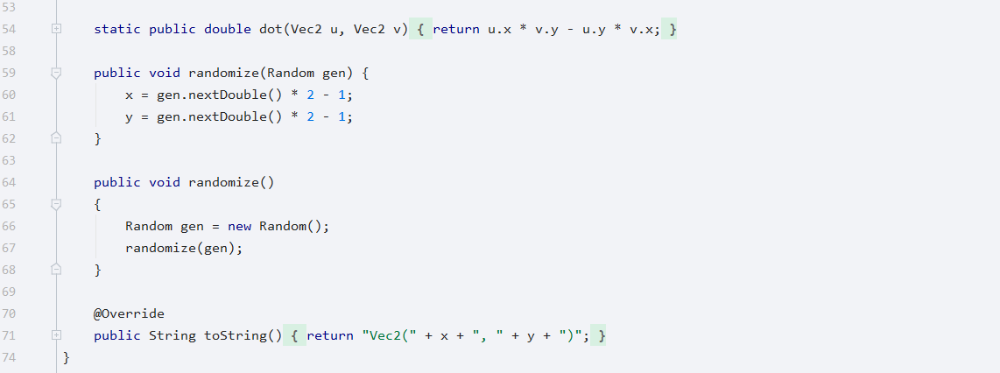 53
54 static public double dot(Vec2 u, Vec2 v) { return u.x * v.y - u.y * v.x; }
58
59 public void randomize(Random gen) {
60 x = gen.nextDouble() * 2 - 1;
61 y = gen.nextDouble() * 2 - 1;
62 }
63
64 public void randomize()
65 {
66 Random gen = new Random();
67 randomize(gen);
68 }
69
70 @Override
71 public String toString() { return "Vec2(" + x + ", " + y + ")"; }
74 }